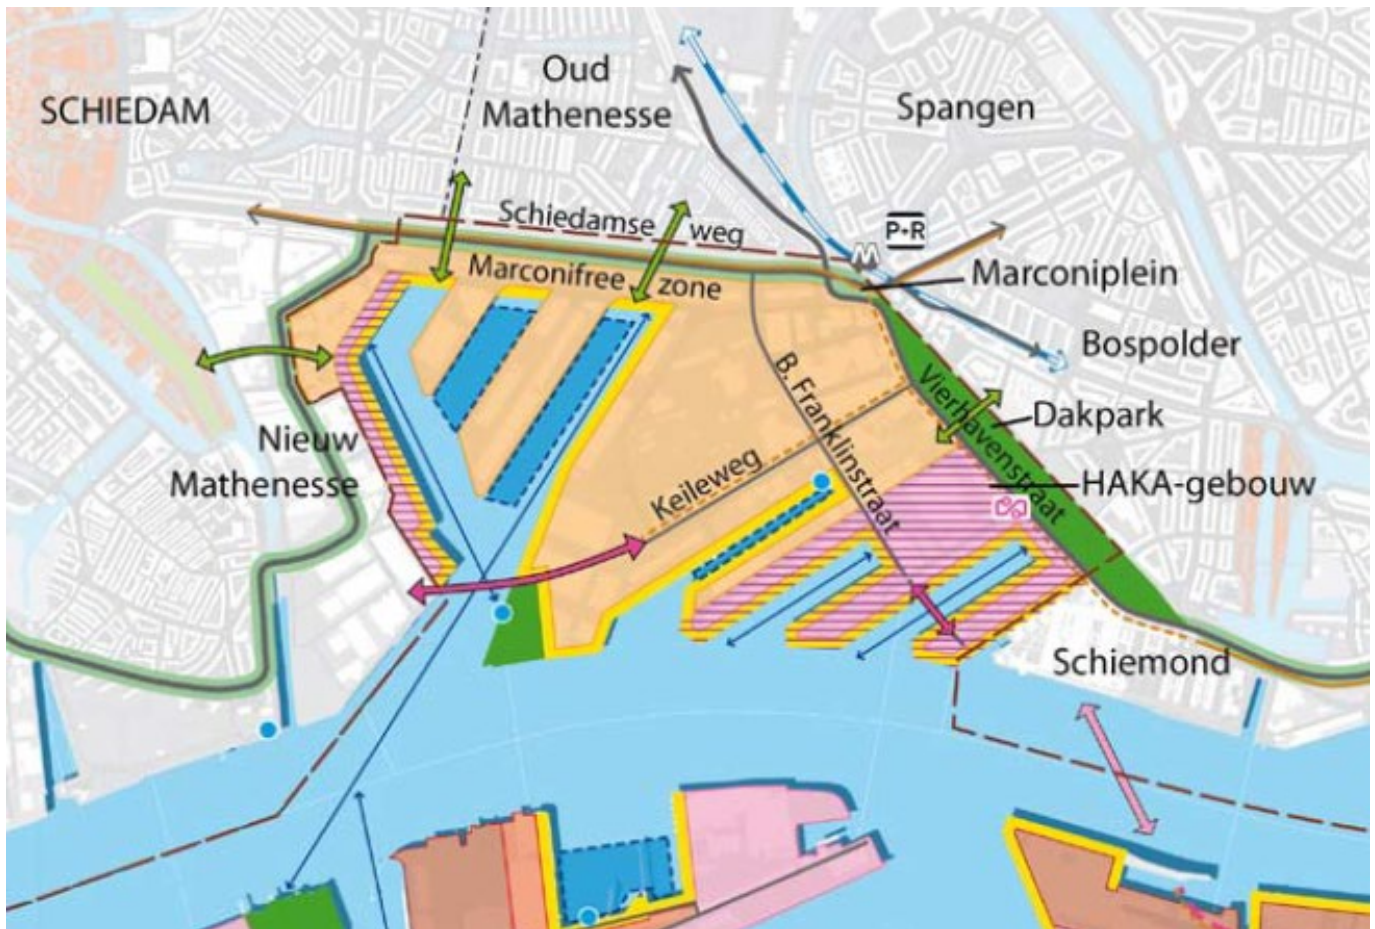 Oud
Mathenesse
SCHIEDAM
Spangen
Schiedamse weg
P+R
M
Marconifree zone
Marconiplein
Bospolder
B. Franklinstraat
Vierhavenstraat
Dakpark
Nieuw
Mathenesse
Keileweg
HAKA-gebouw
Schiemond